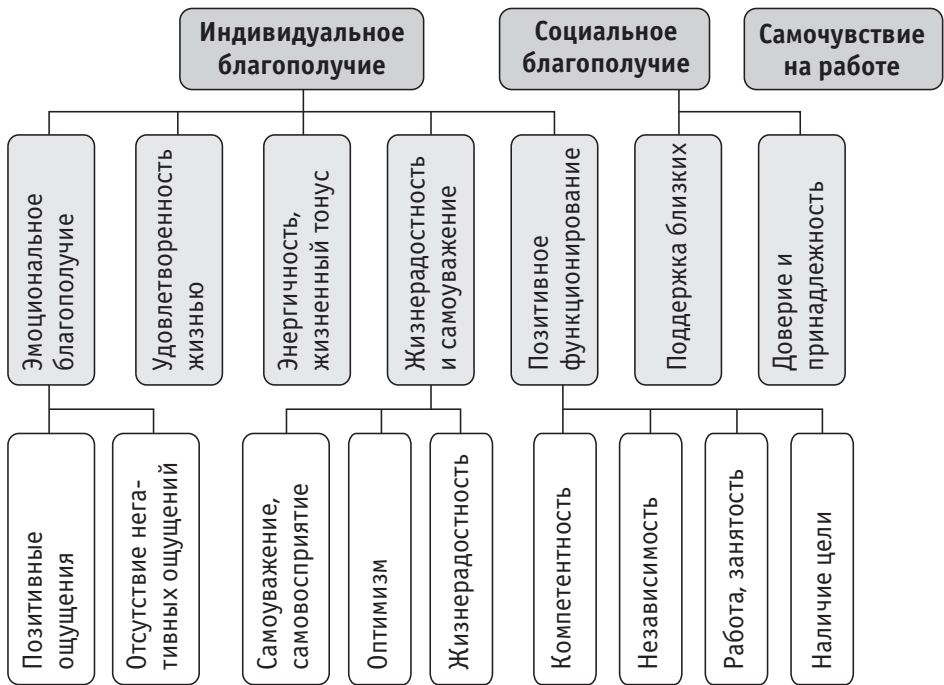 Индивидуальное
благополучие
Социальное
благополучие
Самочувствие
на работе
Эмоциональное
благополучие
Удовлетворенность
жизнью
Энергичность,
жизненный тонус
Жизнерадостность
и самоуважение
Позитивное
функционирование
Поддержка близких
Доверие и
принадлежность
Позитивные
ощущения
Отсутствие нега-
тивных ощущений
Самоуважение,
самовосприятие
Оптимизм
Жизнерадостность
Компетентность
Независимость
Работа, занятость
Наличие цели